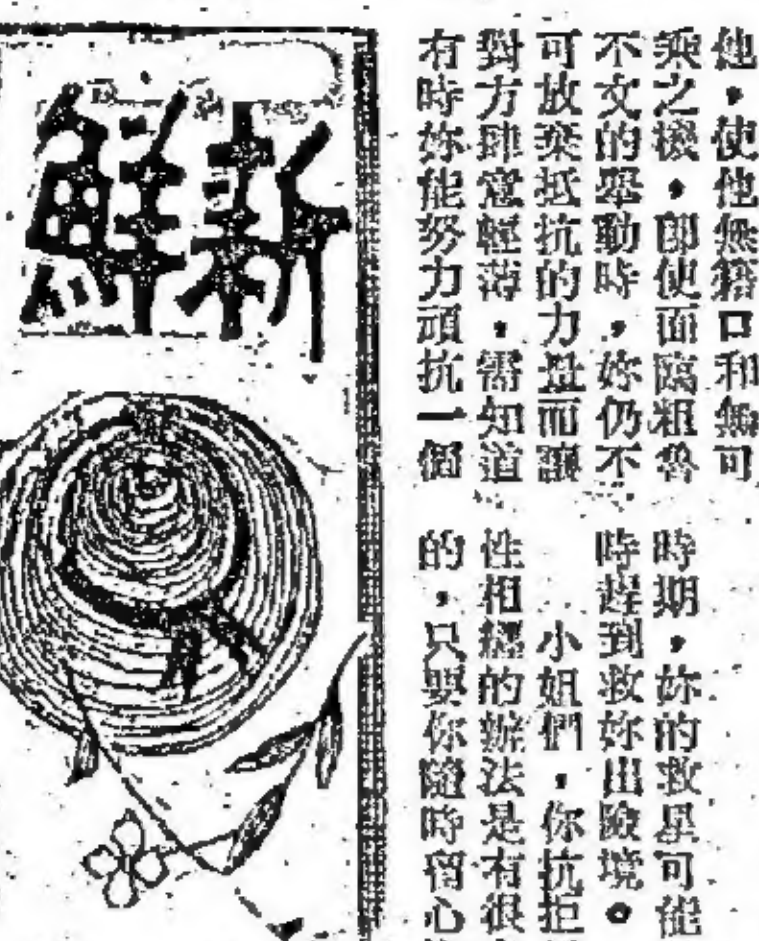 他，使他無籍口和無可
乘之機，即使面臨粗魯
不文的舉動時，妳仍不
可放棄抵抗的力量而讓
對方肆意輕薄，需知道
有時妳能努力頑抗一個
時期，妳的救星可能
時趕到救妳出險境。
小姐們，你抗拒
性相纒的辦法是有很
的，只要你隨時留心
新鮮